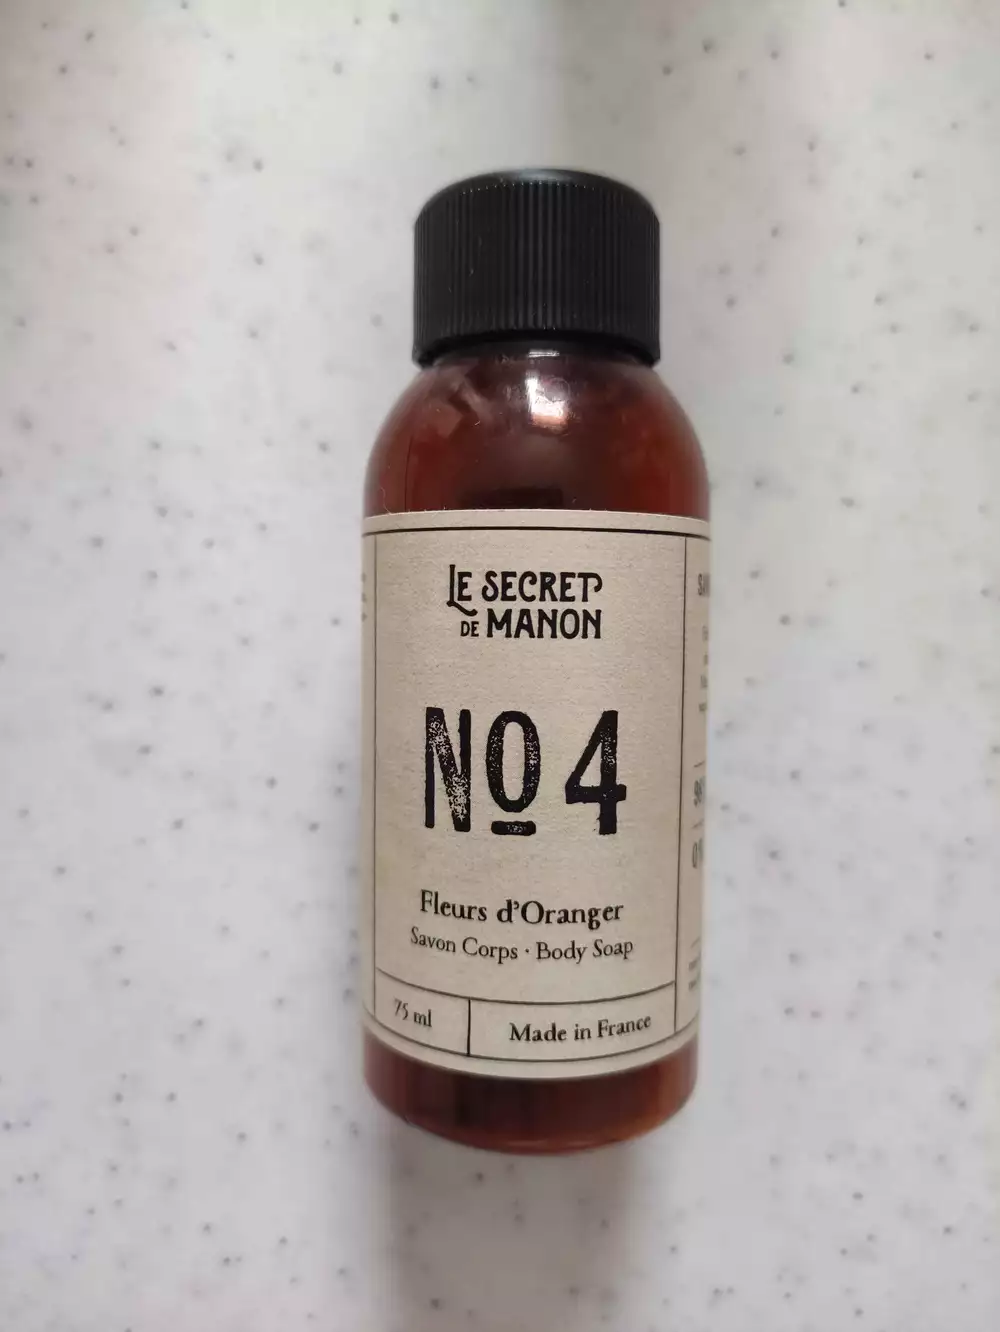 LE SECRET
DE MANON
No 4
Fleurs d'Oranger
Savon Corps · Body Soap
75 ml
Made in France